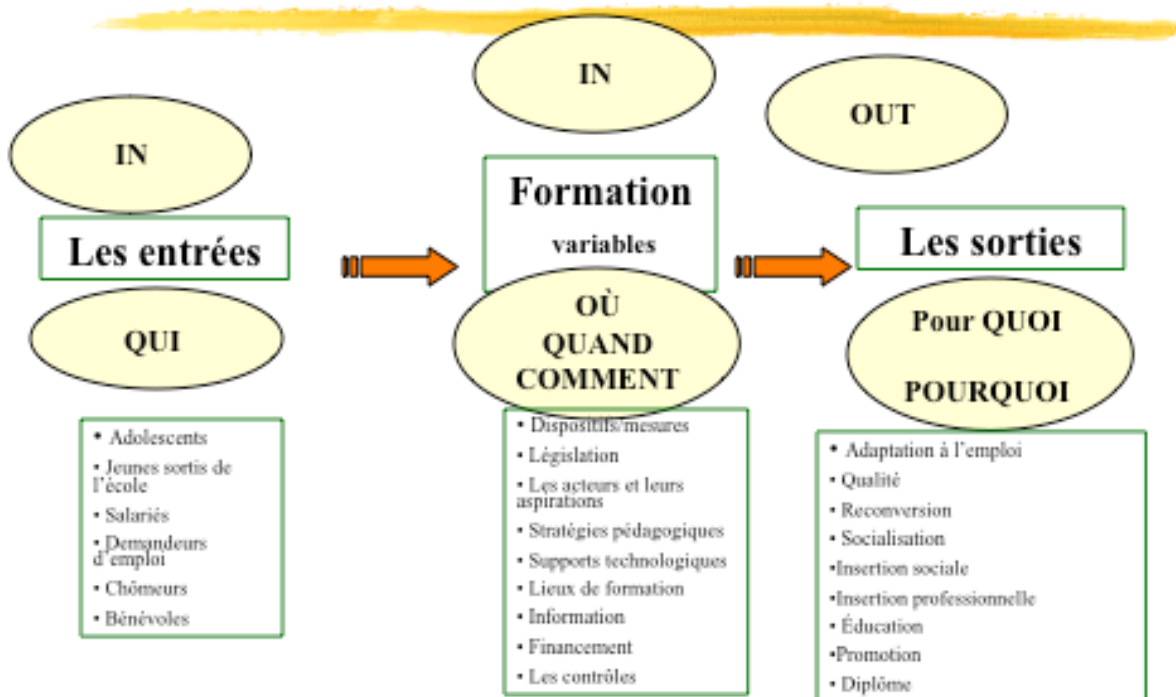 IN
Les entrées
QUI
• Adolescents
• Jeunes sortis de
l'école
• Salariés
• Demandeurs
d'emploi
• Chômeurs
• Bénévoles
IN
Formation
variables
OÙ
QUAND
COMMENT
• Dispositifs/mesures
• Législation
• Les acteurs et leurs
aspirations
• Stratégies pédagogiques
• Supports technologiques
• Lieux de formation
• Information
• Financement
• Les contrôles
OUT
Les sorties
Pour QUOI
POURQUOI
• Adaptation à l'emploi
• Qualité
• Reconversion
• Socialisation
•Insertion sociale
•Insertion professionnelle
• Éducation
•Promotion
• Diplôme